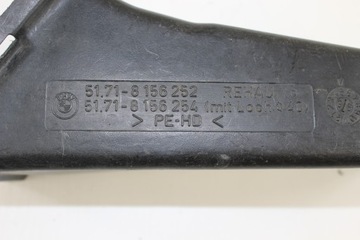 51.71-8 156 252 REHAU
51.71-8 156 254 (mit Loch
> PE-HD <